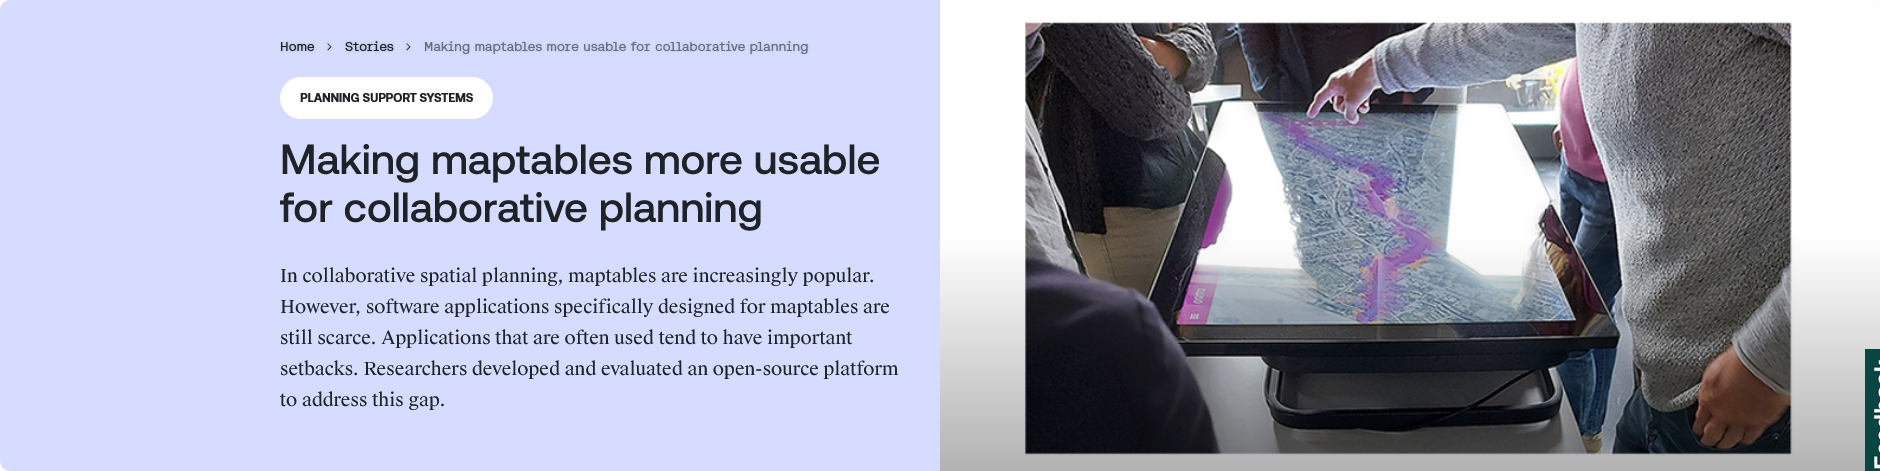 Home > Stories > Making maptables more usable for collaborative planning
PLANNING SUPPORT SYSTEMS
Making maptables more usable
for collaborative planning
In collaborative spatial planning, maptables are increasingly popular.
However, software applications specifically designed for maptables are
still scarce. Applications that are often used tend to have important
setbacks. Researchers developed and evaluated an open-source platform
to address this gap.